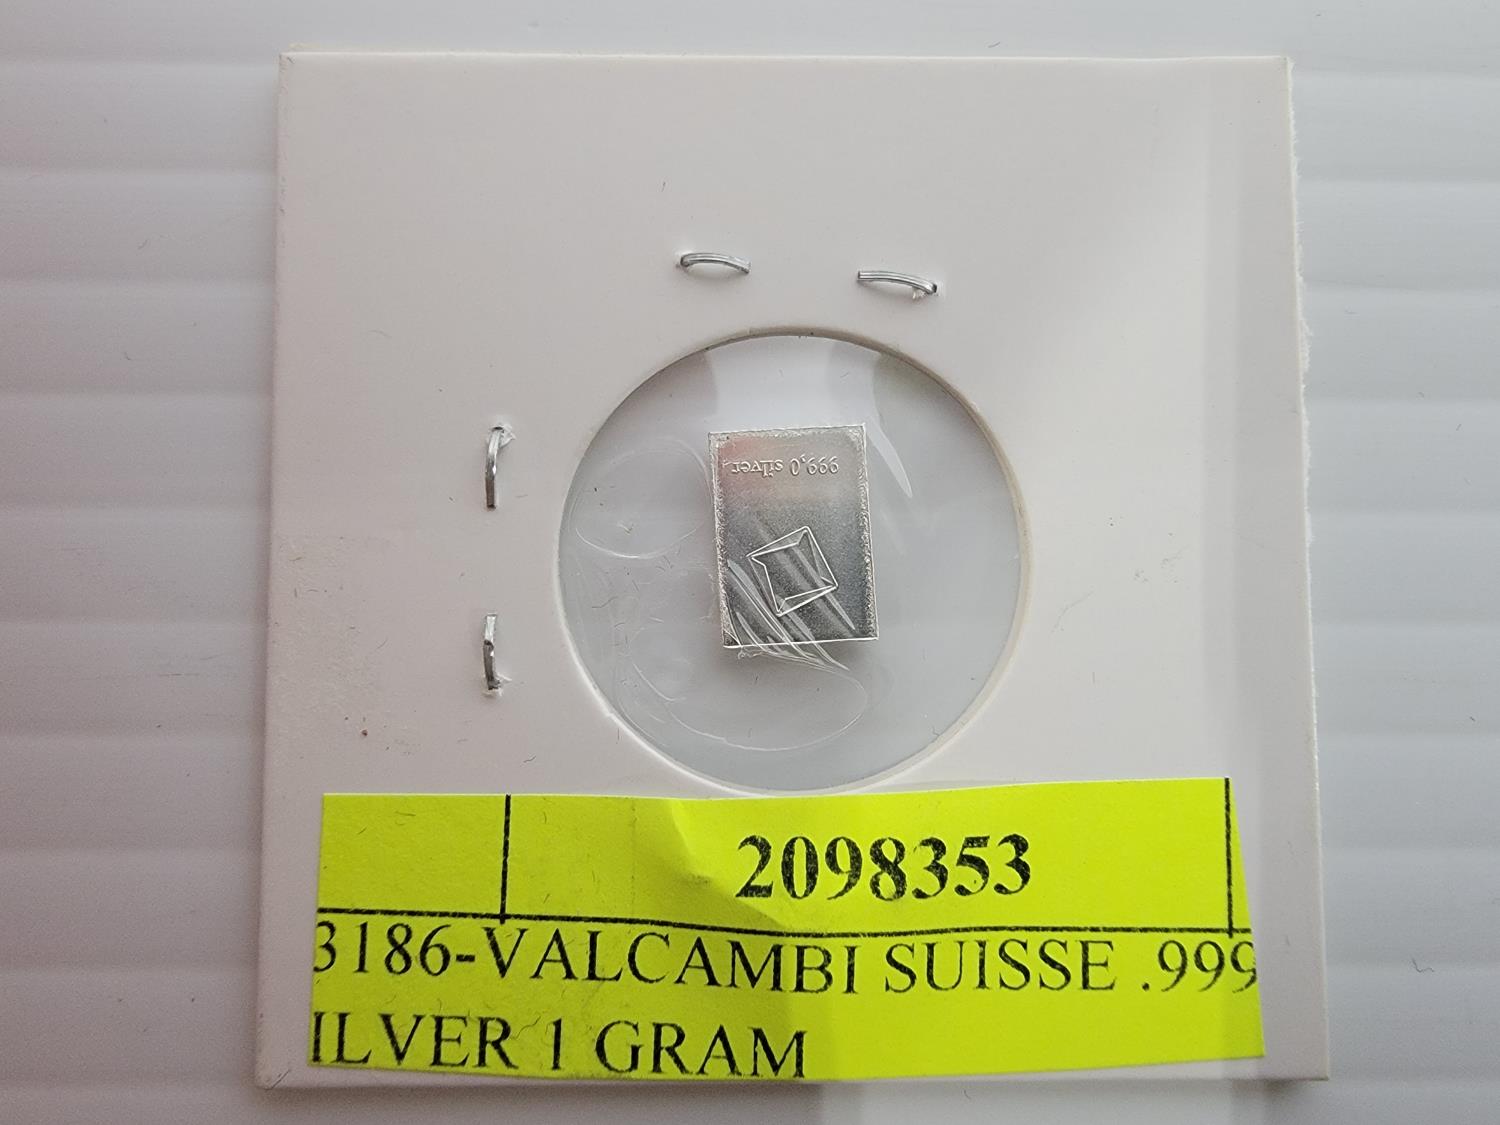 999,0 silver
2098353
3186-VALCAMBI SUISSE .999
ILVER 1 GRAM